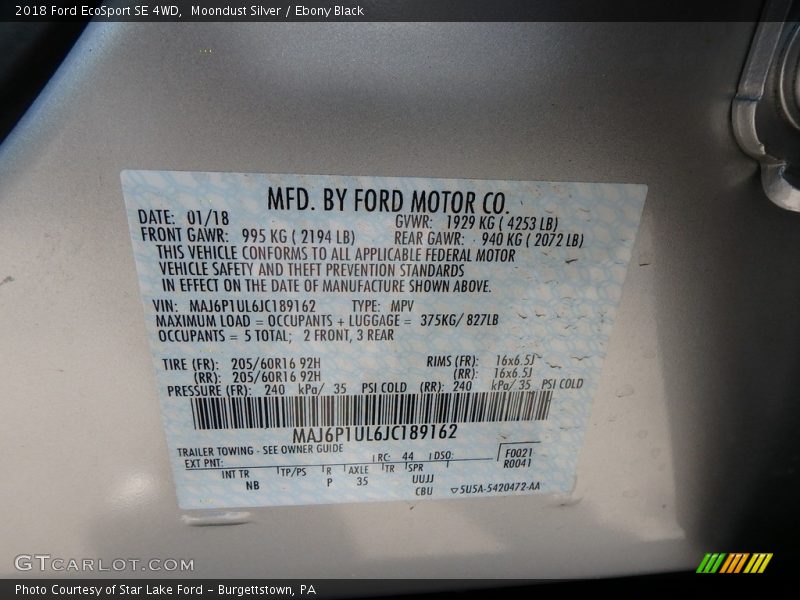 2018 Ford EcoSport SE 4WD, Moondust Silver / Ebony Black
MFD. BY FORD MOTOR CO.
DATE: 01/18 GVWR: 1929 KG ( 4253 LB)
FRONT GAWR: 995 KG ( 2194 LB) REAR GAWR: 940 KG ( 2072 LB)
THIS VEHICLE CONFORMS TO ALL APPLICABLE FEDERAL MOTOR
VEHICLE SAFETY AND THEFT PREVENTION STANDARDS
IN EFFECT ON THE DATE OF MANUFACTURE SHOWN ABOVE.
VIN: MAJ6P1UL6JC189162 TYPE: MPV
MAXIMUM LOAD = OCCUPANTS + LUGGAGE = 375KG/ 827LB
OCCUPANTS = 5 TOTAL; 2 FRONT, 3 REAR
TIRE (FR): 205/60R16 92H RIMS (FR): 16x6.5J
(RR): 205/60R16 92H (RR): 16x6.5J
PRESSURE (FR): 240 kPa/ 35 PSI COLD (RR): 240 kPa/ 35 PSI COLD
MAJ6P1UL6JC189162
TRAILER TOWING - SEE OWNER GUIDE
EXT PNT: RC: 44 DSO: F0021
R0041
INT TR TP/PS R AXLE TR SPR
NB P 35 UUJJ
CBU 5U5A-5420472-AA
GTCARLOT.COM
Photo Courtesy of Star Lake Ford - Burgettstown, PA